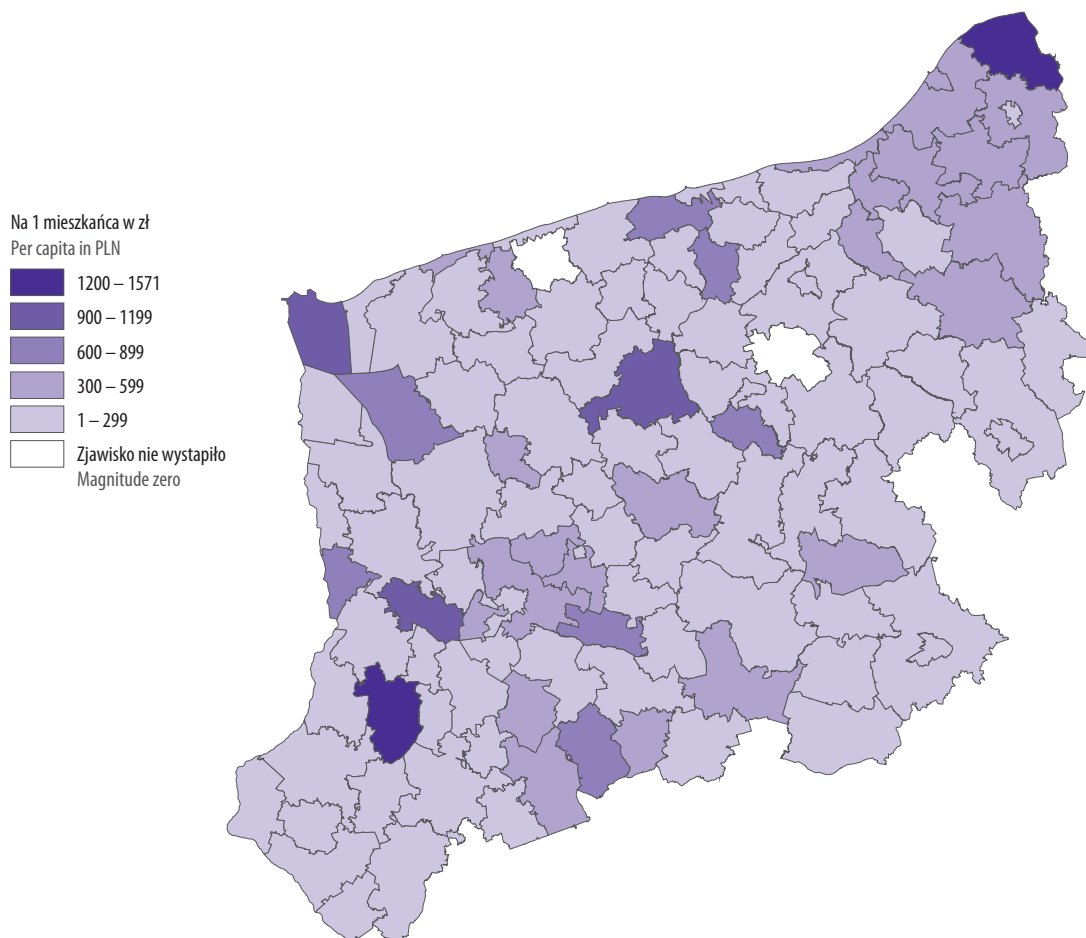 Na 1 mieszkańca w zł
Per capita in PLN
1200 – 1571
900 – 1199
600 – 899
300 – 599
1 – 299
Zjawisko nie wystapiło
Magnitude zero